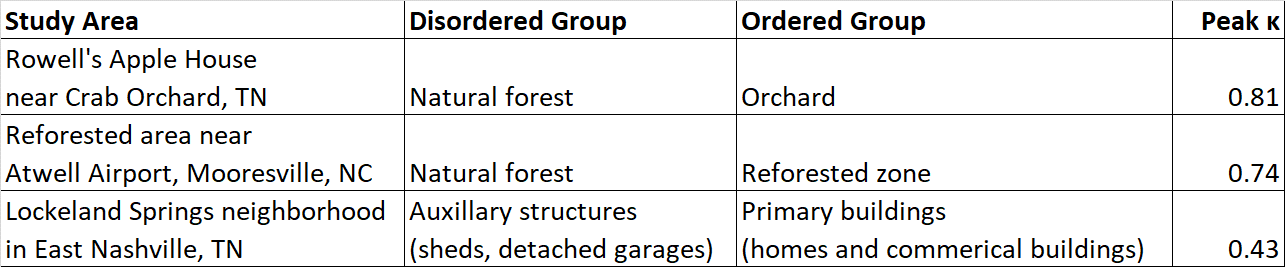 Study Area Disordered Group Ordered Group Peak κ
Rowell's Apple House
near Crab Orchard, TN Natural forest Orchard 0.81
Reforested area near
Atwell Airport, Mooresville, NC Natural forest Reforested zone 0.74
Lockeland Springs neighborhood Auxillary structures Primary buildings
in East Nashville, TN (sheds, detached garages) (homes and commerical buildings) 0.43